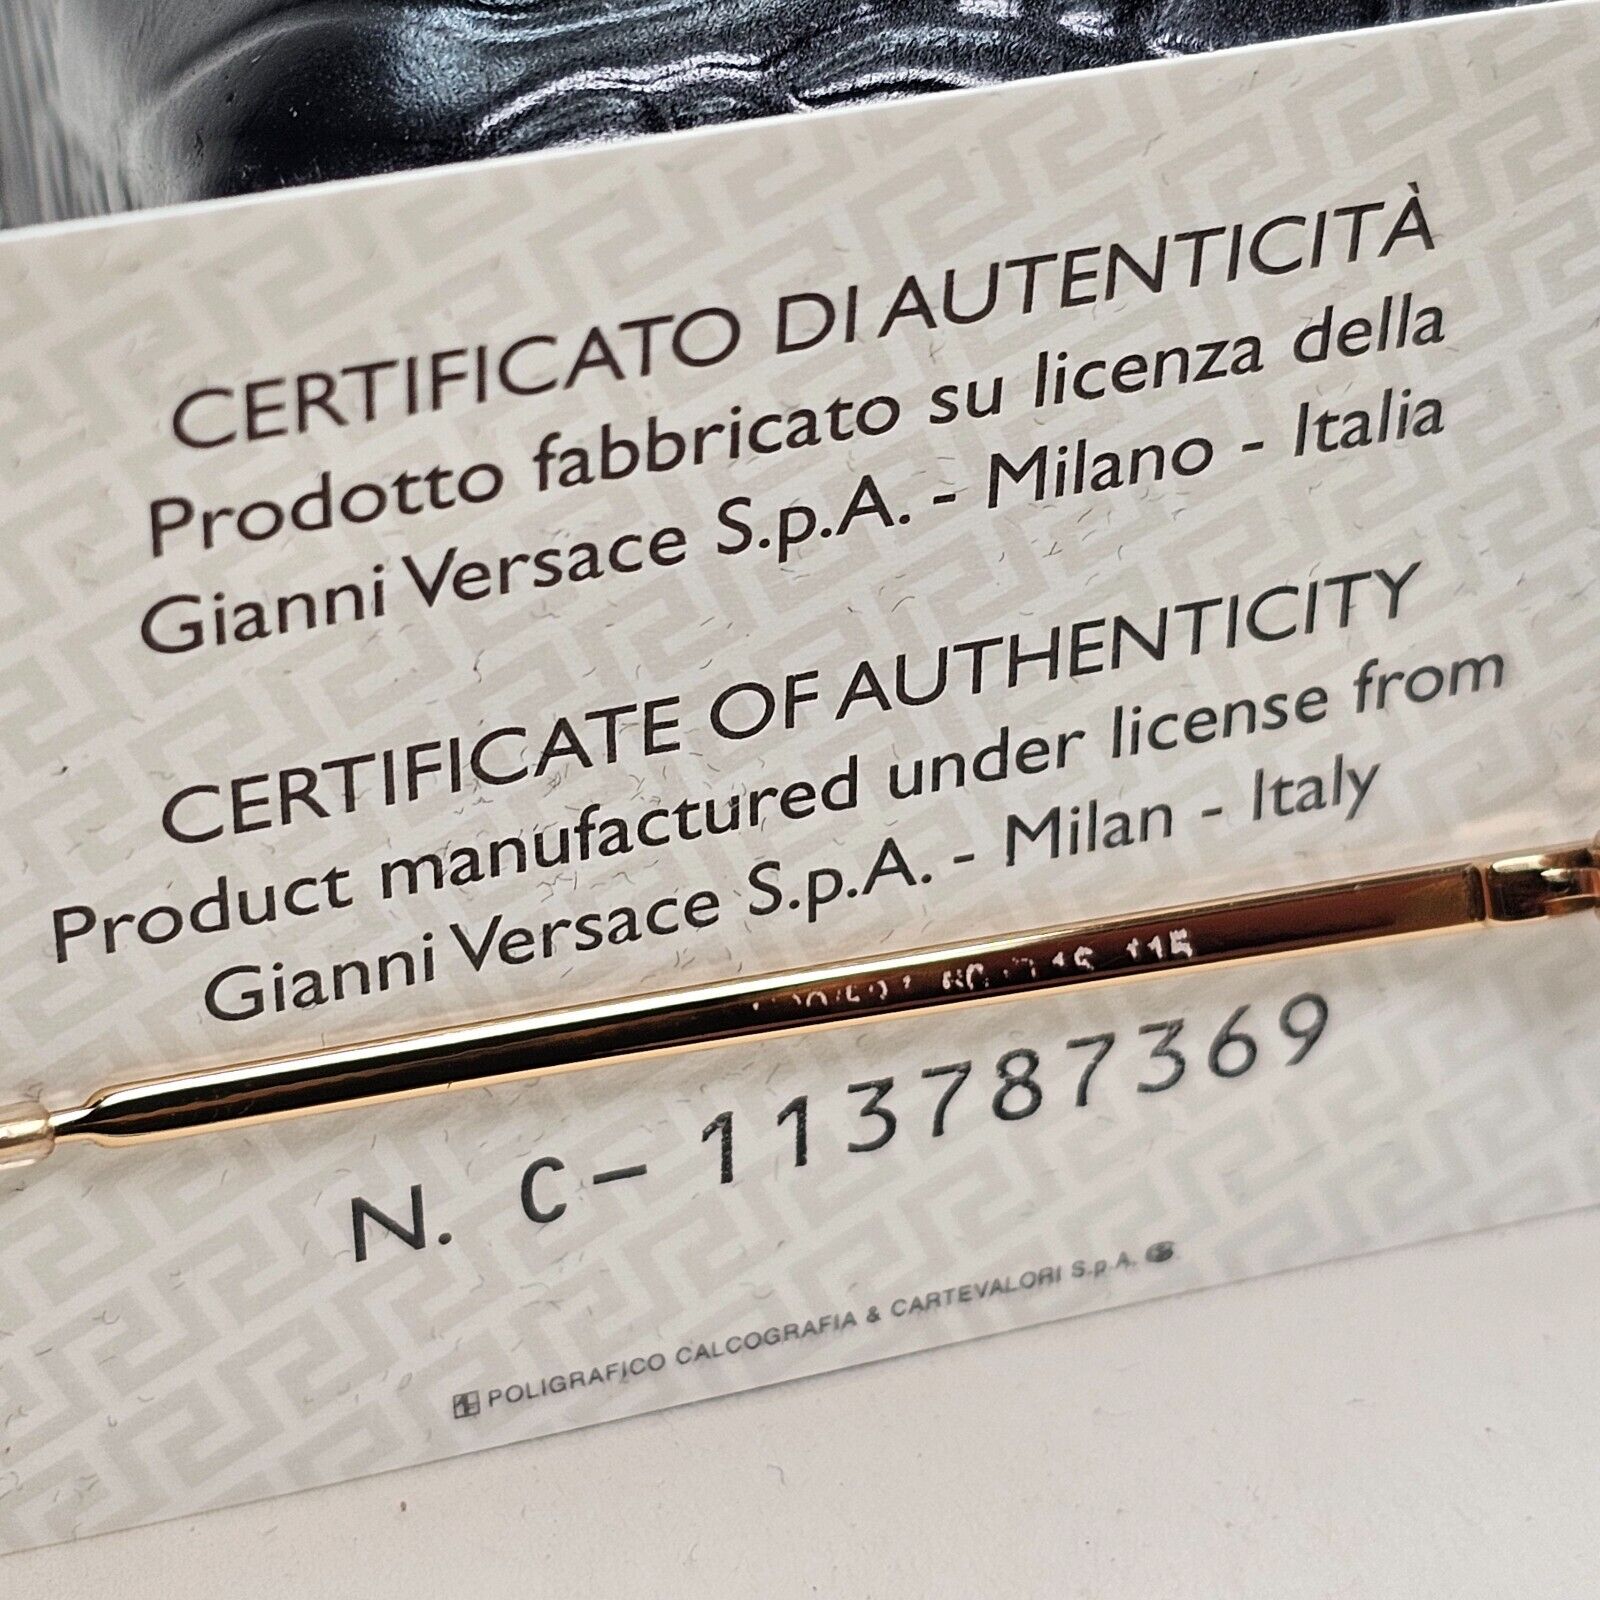 CERTIFICATO DI AUTENTICITÀ
Prodotto fabbricato su licenza della
Gianni Versace S.p.A. - Milano - Italia
CERTIFICATE OF AUTHENTICITY
Product manufactured under license from
Gianni Versace S.p.A. - Milan - Italy
115
N. C-113787369
POLIGRAFICO CALCOGRAFIA & CARTEVALORI S.p.A.